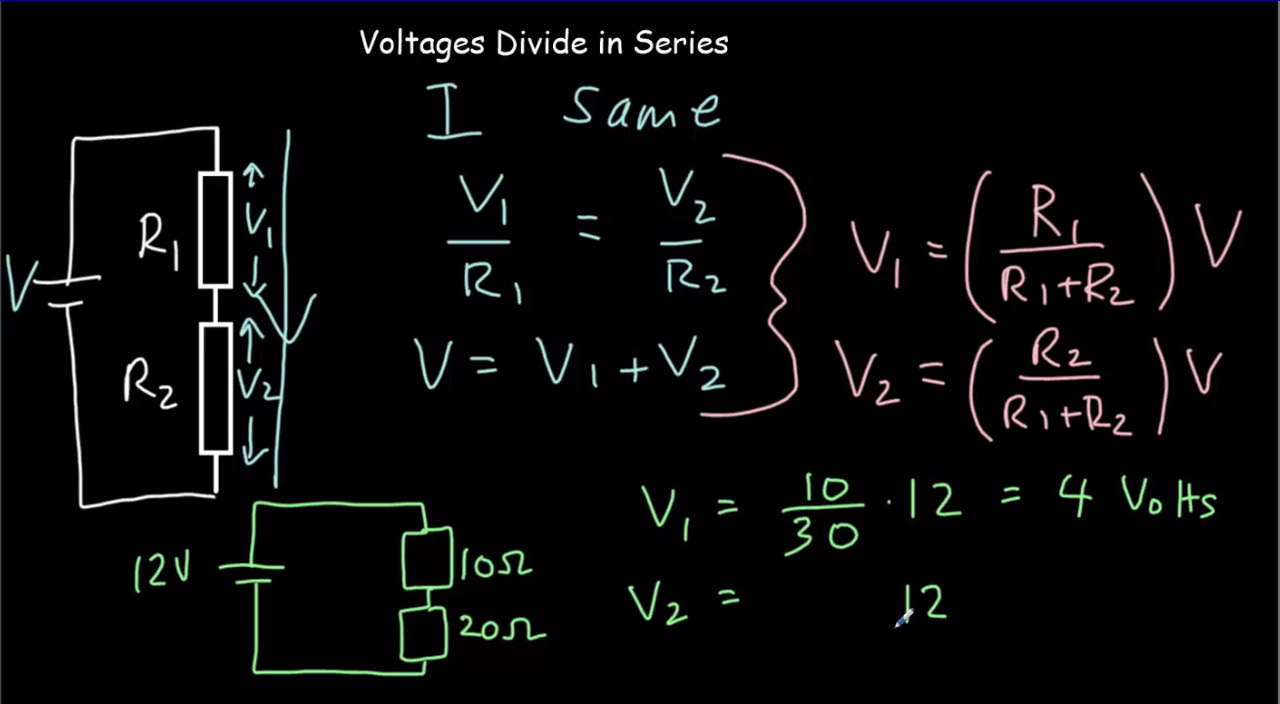 Voltages Divide in Series
I same
V₁/R₁ = V₂/R₂
V = V₁ + V₂
V₁ = (R₁/(R₁+R₂)) V
V₂ = (R₂/(R₁+R₂)) V
V
R₁
V₁
V
R₂
V₂
V₁ = 10/30 · 12 = 4 Volts
V₂ = 12
12V
10Ω
20Ω